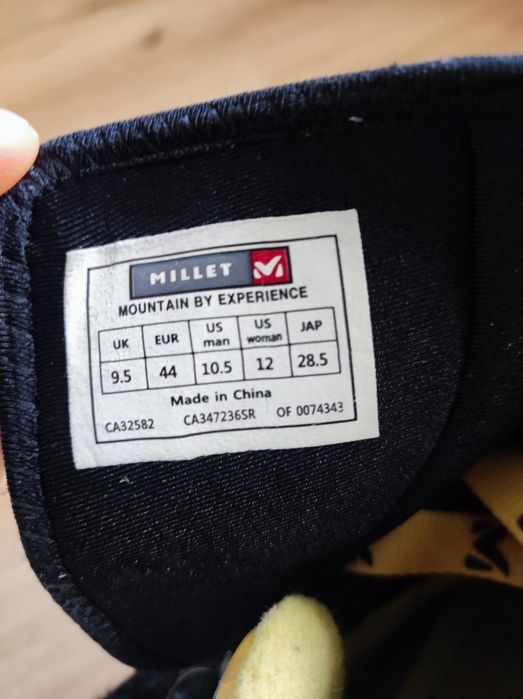 MILLET
MOUNTAIN BY EXPERIENCE
UK EUR US man US woman JAP
9.5 44 10.5 12 28.5
Made in China
CA32582 CA347236SR OF 0074343